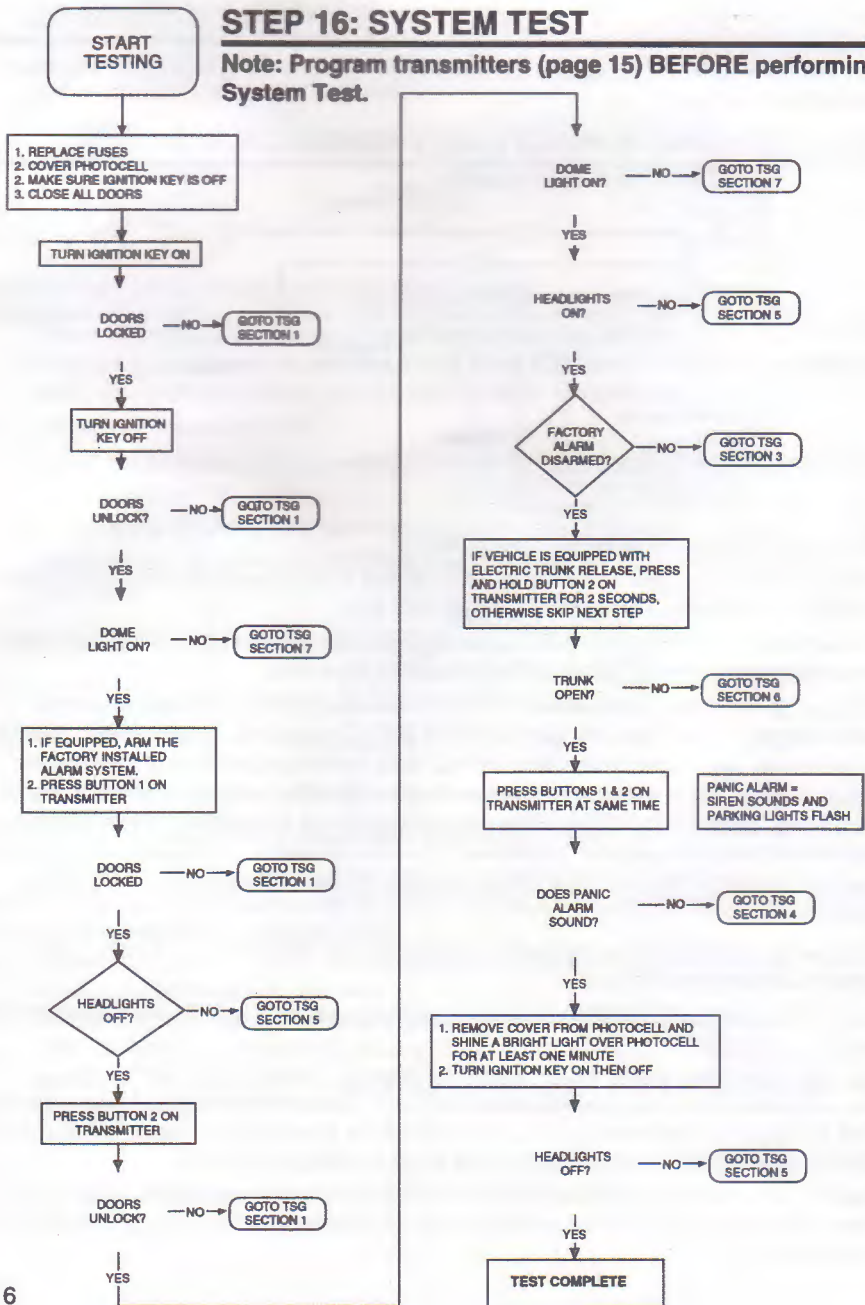 START
TESTING
STEP 16: SYSTEM TEST
Note: Program transmitters (page 15) BEFORE performin
System Test.
1. REPLACE FUSES
2. COVER PHOTOCELL
2. MAKE SURE IGNITION KEY IS OFF
3. CLOSE ALL DOORS
TURN IGNITION KEY ON
DOORS
LOCKED
NO
GOTO TSG
SECTION 1
YES
TURN IGNITION
KEY OFF
DOORS
UNLOCK?
NO
GOTO TSG
SECTION 1
YES
DOME
LIGHT ON?
NO
GOTO TSG
SECTION 7
YES
1. IF EQUIPPED, ARM THE
FACTORY INSTALLED
ALARM SYSTEM.
2. PRESS BUTTON 1 ON
TRANSMITTER
DOORS
LOCKED
NO
GOTO TSG
SECTION 1
YES
HEADLIGHTS
OFF?
NO
GOTO TSG
SECTION 5
YES
PRESS BUTTON 2 ON
TRANSMITTER
DOORS
UNLOCK?
NO
GOTO TSG
SECTION 1
YES
DOME
LIGHT ON?
NO
GOTO TSG
SECTION 7
YES
HEADLIGHTS
ON?
NO
GOTO TSG
SECTION 5
YES
FACTORY
ALARM
DISARMED?
NO
GOTO TSG
SECTION 3
YES
IF VEHICLE IS EQUIPPED WITH
ELECTRIC TRUNK RELEASE, PRESS
AND HOLD BUTTON 2 ON
TRANSMITTER FOR 2 SECONDS,
OTHERWISE SKIP NEXT STEP
TRUNK
OPEN?
NO
GOTO TSG
SECTION 6
YES
PRESS BUTTONS 1 & 2 ON
TRANSMITTER AT SAME TIME
PANIC ALARM =
SIREN SOUNDS AND
PARKING LIGHTS FLASH
DOES PANIC
ALARM
SOUND?
NO
GOTO TSG
SECTION 4
YES
1. REMOVE COVER FROM PHOTOCELL AND
SHINE A BRIGHT LIGHT OVER PHOTOCELL
FOR AT LEAST ONE MINUTE
2. TURN IGNITION KEY ON THEN OFF
HEADLIGHTS
OFF?
NO
GOTO TSG
SECTION 5
YES
TEST COMPLETE
6